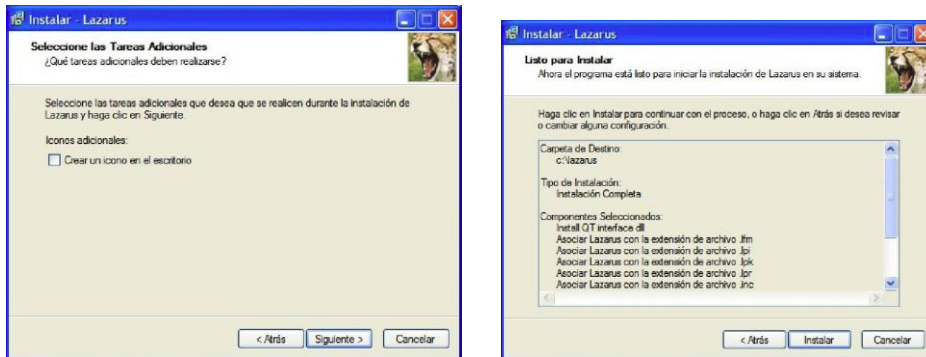 Instalar - Lazarus
Seleccione las Tareas Adicionales
¿Qué tareas adicionales deben realizarse?
Seleccione las tareas adicionales que desea que se realicen durante la instalación de
Lazarus y haga clic en Siguiente.
Iconos adicionales:
Crear un icono en el escritorio
< Atrás
Siguiente >
Cancelar
Instalar - Lazarus
Listo para Instalar
Ahora el programa está listo para iniciar la instalación de Lazarus en su sistema.
Haga clic en Instalar para continuar con el proceso, o haga clic en Atrás si desea revisar
o cambiar alguna configuración.
Carpeta de Destino:
c:\lazarus
Tipo de Instalación:
Instalación Completa
Componentes Seleccionados:
Install QT interface dll
Asociar Lazarus con la extensión de archivo .lfm
Asociar Lazarus con la extensión de archivo .lpi
Asociar Lazarus con la extensión de archivo .lpk
Asociar Lazarus con la extensión de archivo .lpr
Asociar Lazarus con la extensión de archivo .inc
< Atrás
Instalar
Cancelar